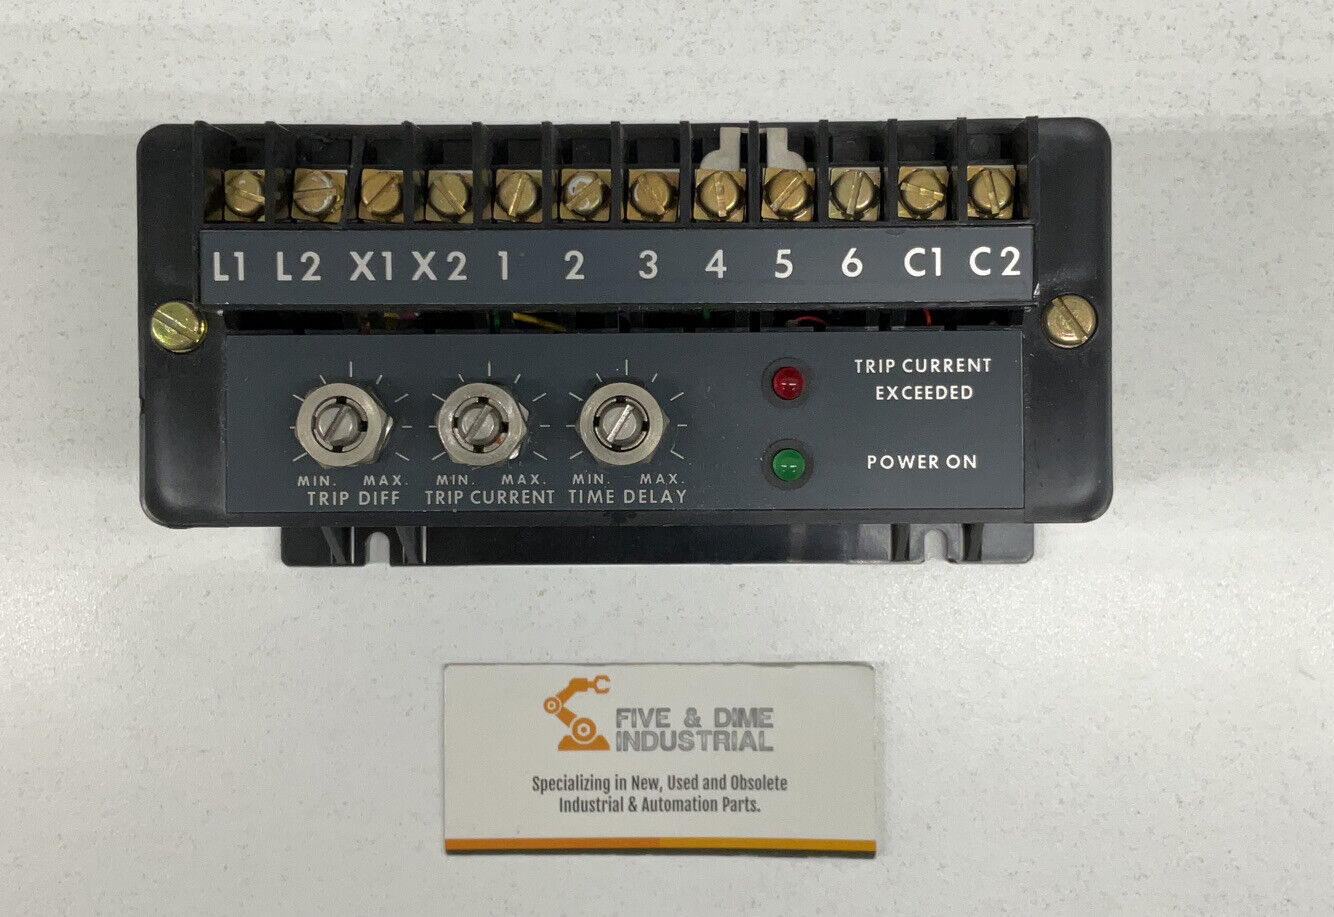 L1 L2 X1 X2 1 2 3 4 5 6 C1 C2
TRIP CURRENT
EXCEEDED
POWER ON
MIN. MAX. MIN. MAX. MIN. MAX.
TRIP DIFF TRIP CURRENT TIME DELAY
FIVE & DIME
INDUSTRIAL
Specializing in New, Used and Obsolete
Industrial & Automation Parts.